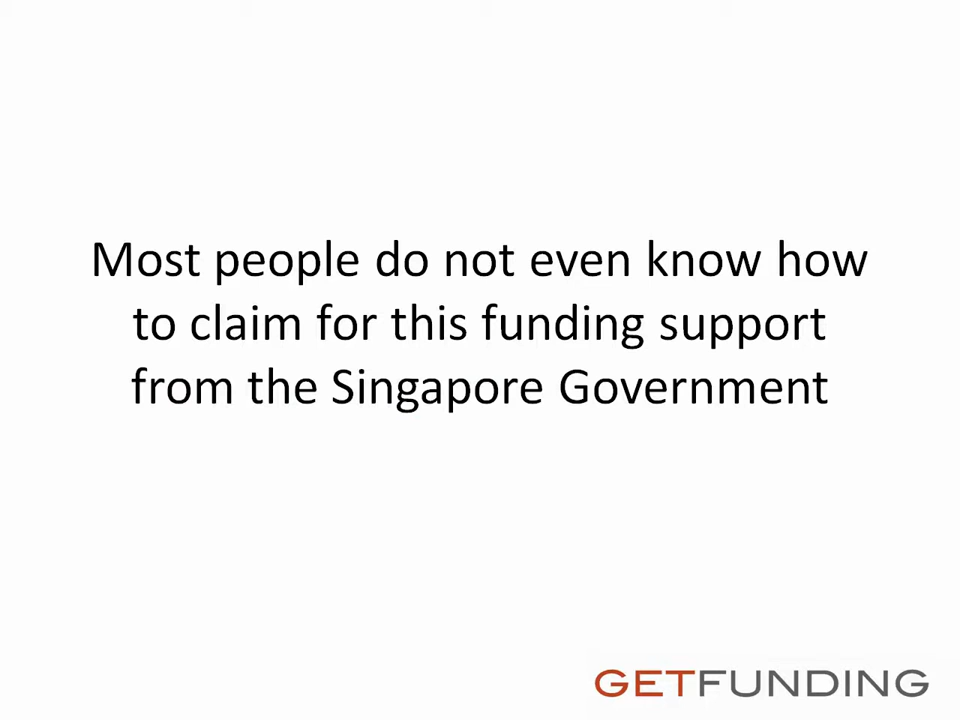 Most people do not even know how
to claim for this funding support
from the Singapore Government
GETFUNDING